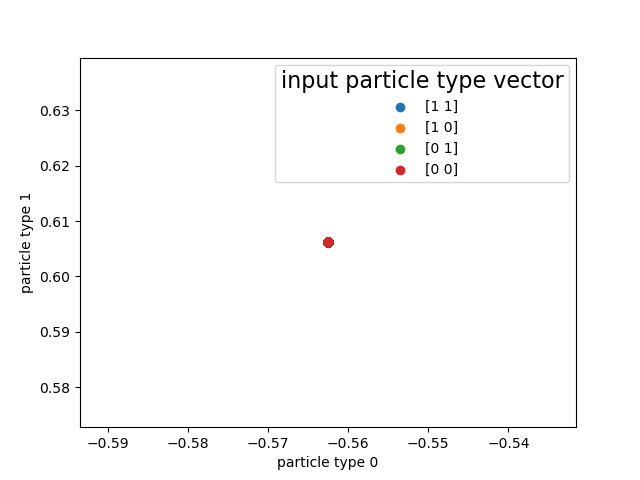 input particle type vector
[1 1]
[1 0]
[0 1]
[0 0]
particle type 1
0.63
0.62
0.61
0.60
0.59
0.58
−0.59 −0.58 −0.57 −0.56 −0.55 −0.54
particle type 0